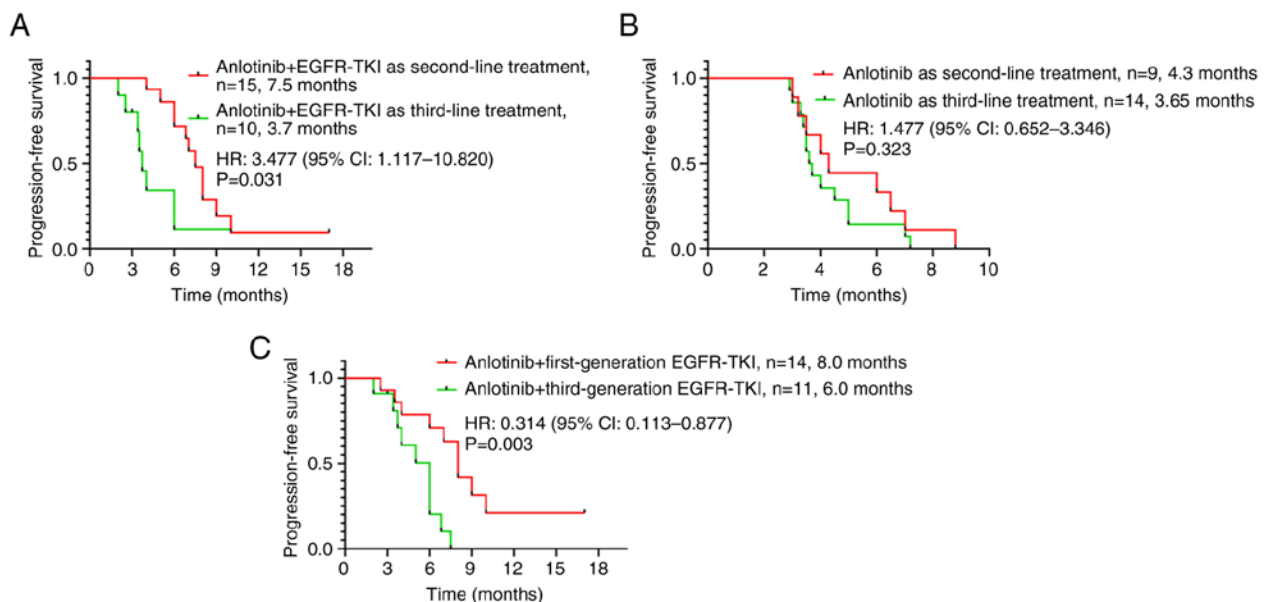 A
Anlotinib+EGFR-TKI as second-line treatment,
n=15, 7.5 months
Anlotinib+EGFR-TKI as third-line treatment,
n=10, 3.7 months
HR: 3.477 (95% CI: 1.117–10.820)
P=0.031
Progression-free survival
1.0
0.5
0.0
0 3 6 9 12 15 18
Time (months)
B
Anlotinib as second-line treatment, n=9, 4.3 months
Anlotinib as third-line treatment, n=14, 3.65 months
HR: 1.477 (95% CI: 0.652–3.346)
P=0.323
Progression-free survival
1.0
0.5
0.0
0 2 4 6 8 10
Time (months)
C
Anlotinib+first-generation EGFR-TKI, n=14, 8.0 months
Anlotinib+third-generation EGFR-TKI, n=11, 6.0 months
HR: 0.314 (95% CI: 0.113–0.877)
P=0.003
Progression-free survival
1.0
0.5
0.0
0 3 6 9 12 15 18
Time (months)